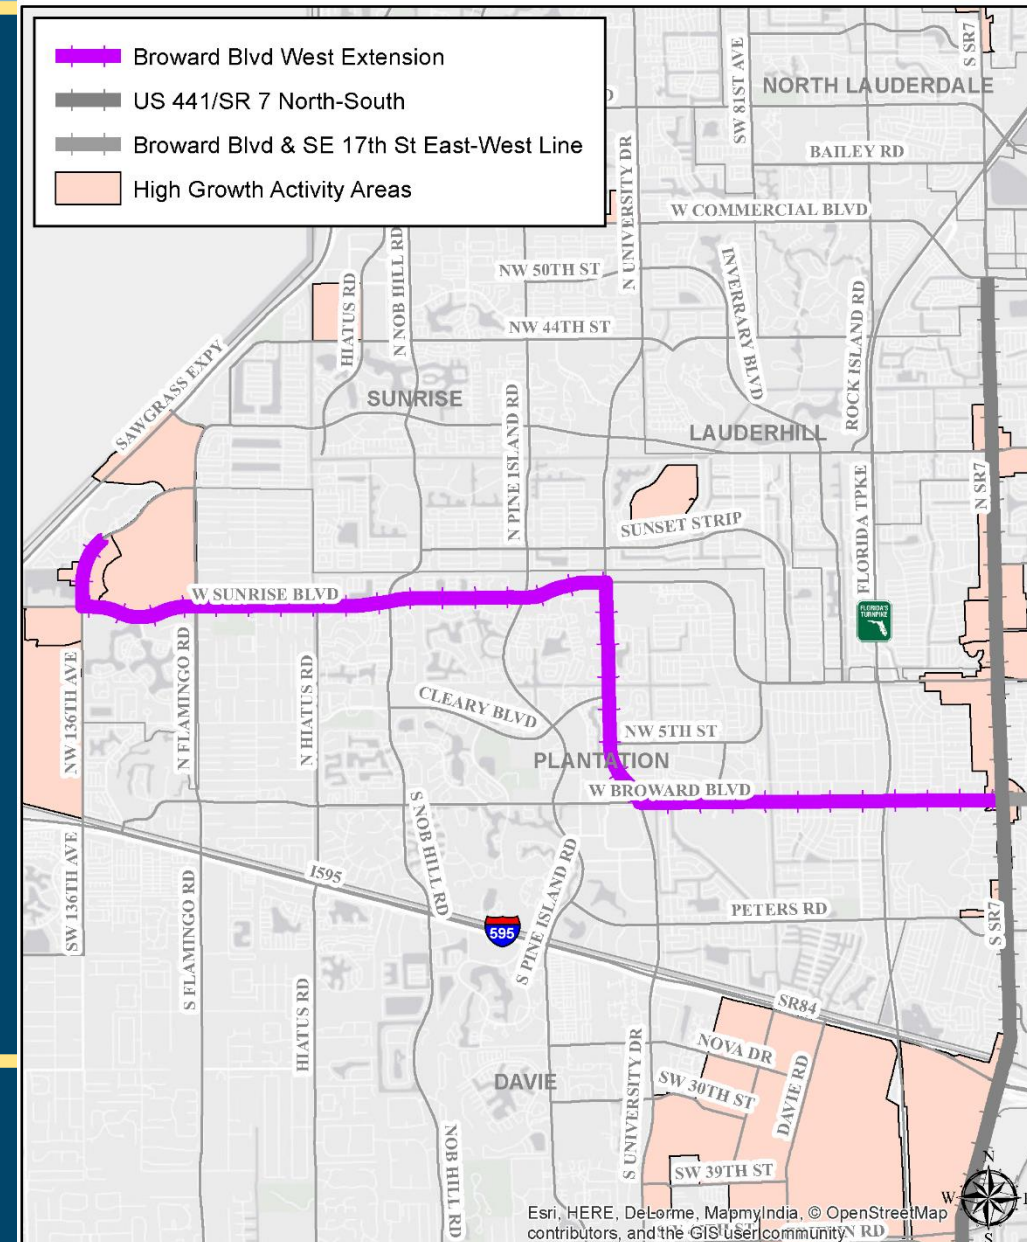 Broward Blvd West Extension
US 441/SR 7 North-South
Broward Blvd & SE 17th St East-West Line
High Growth Activity Areas
S SR7
SW 81ST AVE
NORTH LAUDERDALE
D
BAILEY RD
N UNIVERSITY DR
W COMMERCIAL BLVD
N NOB HILL RD
HIATUS RD
NW 50TH ST
INVERRARY BLVD
ROCK ISLAND RD
NW 44TH ST
SAWGRASS EXPY
SUNRISE
N PINE ISLAND RD
LAUDERHILL
N SR7
FLORIDA TPKE
SUNSET STRIP
W SUNRISE BLVD
FLORIDA'S
TURNPIKE
NW 136TH AVE
N FLAMINGO RD
N HIATUS RD
CLEARY BLVD
NW 5TH ST
PLANTATION
W BROWARD BLVD
SW 136TH AVE
S NOB HILL RD
S PINE ISLAND RD
I595
595
PETERS RD
S SR7
S FLAMINGO RD
HIATUS RD
SR84
NOVA DR
DAVIE
SW 30TH ST
DAVIE RD
S UNIVERSITY DR
NOB HILL RD
SW 39TH ST
N
W
E
S
Esri, HERE, DeLorme, MapmyIndia, © OpenStreetMap
contributors, and the GIS user community
RD